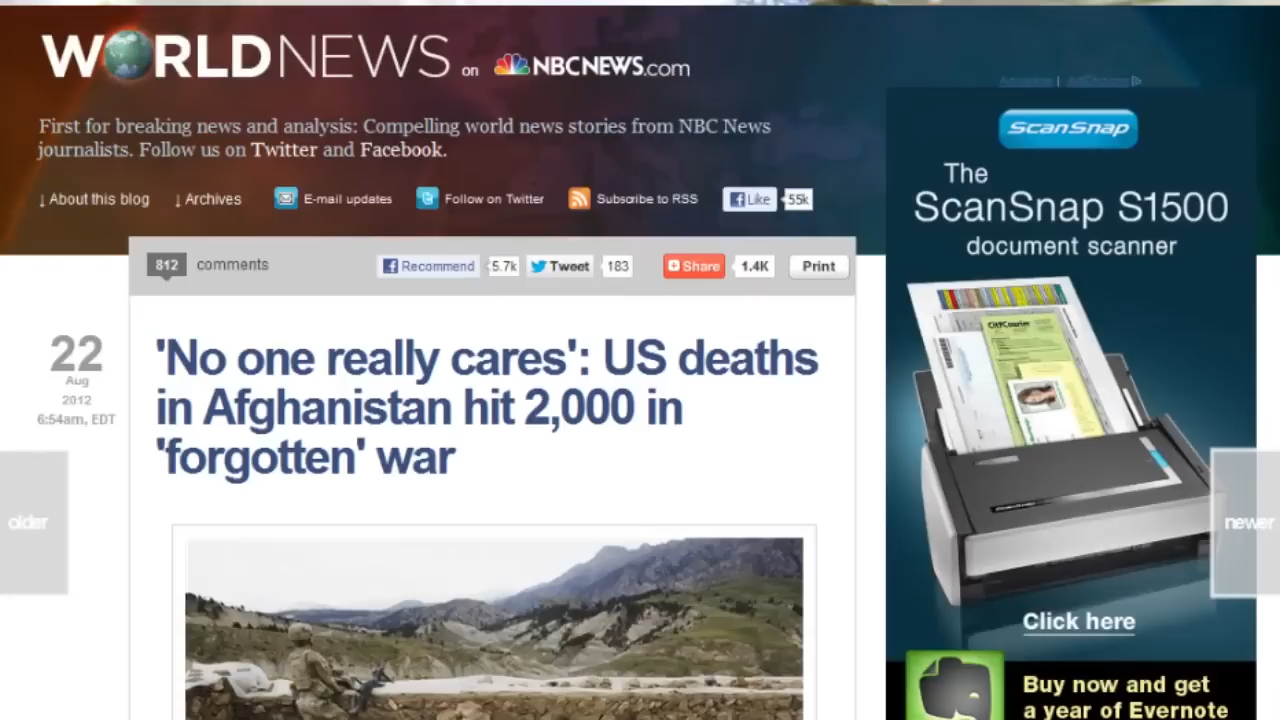 WORLDNEWS on NBCNEWS.com
First for breaking news and analysis: Compelling world news stories from NBC News
journalists. Follow us on Twitter and Facebook.
↓ About this blog ↓ Archives E-mail updates Follow on Twitter Subscribe to RSS Like 55k
812 comments Recommend 5.7k Tweet 183 Share 1.4K Print
22
Aug
2012
6:54am, EDT
'No one really cares': US deaths
in Afghanistan hit 2,000 in
'forgotten' war
older
newer
ScanSnap
The
ScanSnap S1500
document scanner
Click here
Buy now and get
a year of Evernote